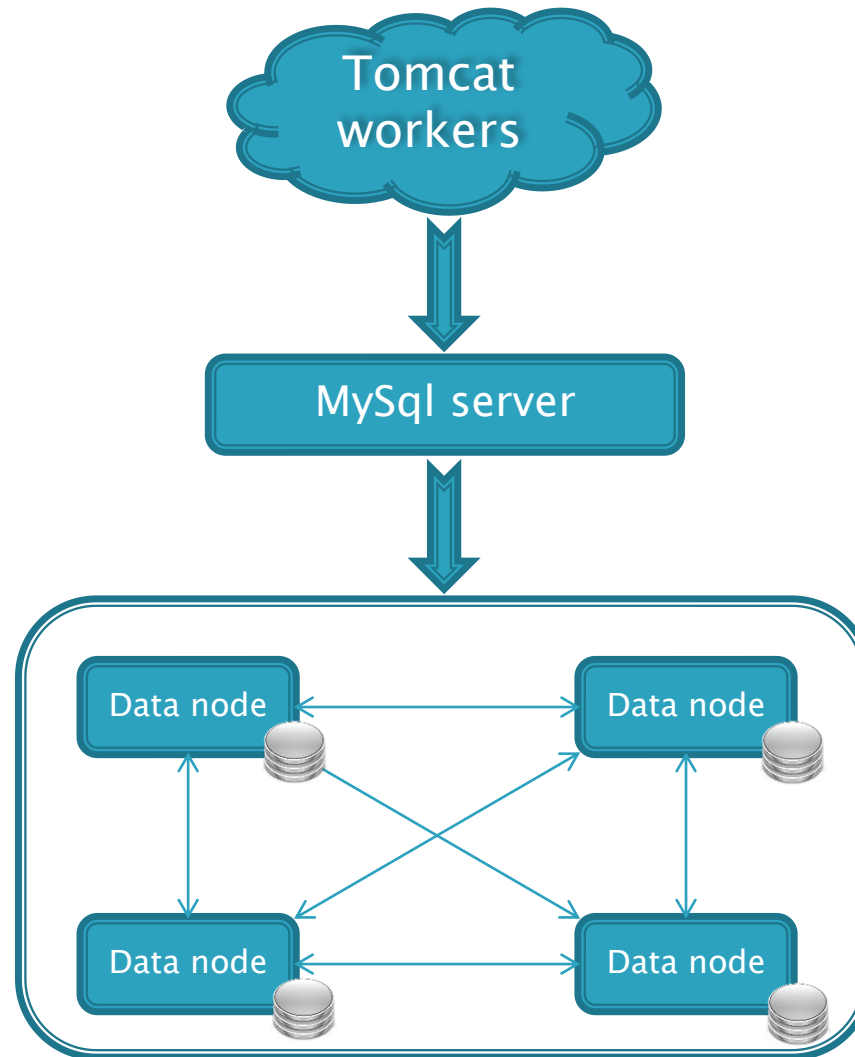 Tomcat
workers
MySql server
Data node
Data node
Data node
Data node